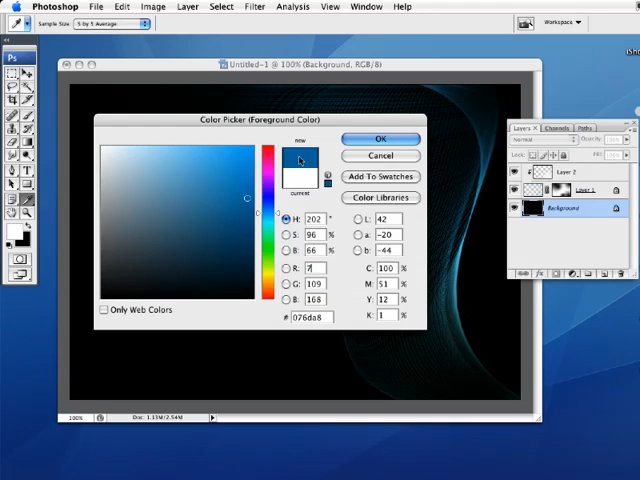 Photoshop File Edit Image Layer Select Filter Analysis View Window Help
Sample Size: 5 by 5 Average Workspace
Untitled-1 @ 100% (Background, RGB/8)
Ps
Color Picker (Foreground Color)
new
current
OK
Cancel
Add To Swatches
Color Libraries
H: 202 ° L: 42
S: 96 % a: -20
B: 66 % b: -44
R: 7 C: 100 %
G: 109 M: 51 %
B: 168 Y: 12 %
# 076da8 K: 1 %
Only Web Colors
Layers Channels Paths
Normal Opacity:
Lock: Fill:
Layer 2
Layer 1
Background
100% Doc: 1.13M/2.54M